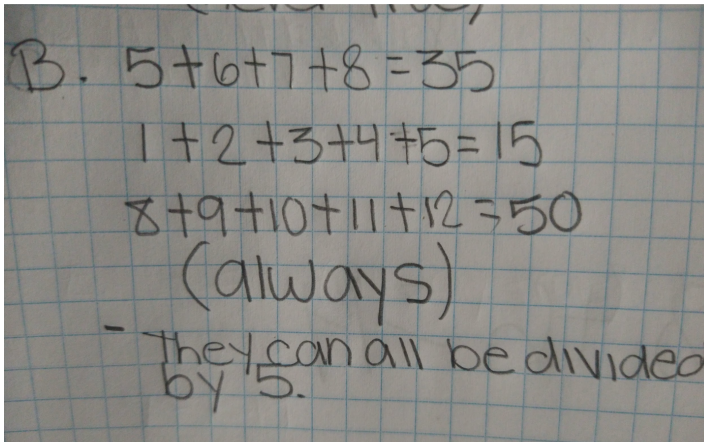 B. 5+6+7+8=35
1+2+3+4+5=15
8+9+10+11+12=50
(always)
- They can all be divided
by 5.